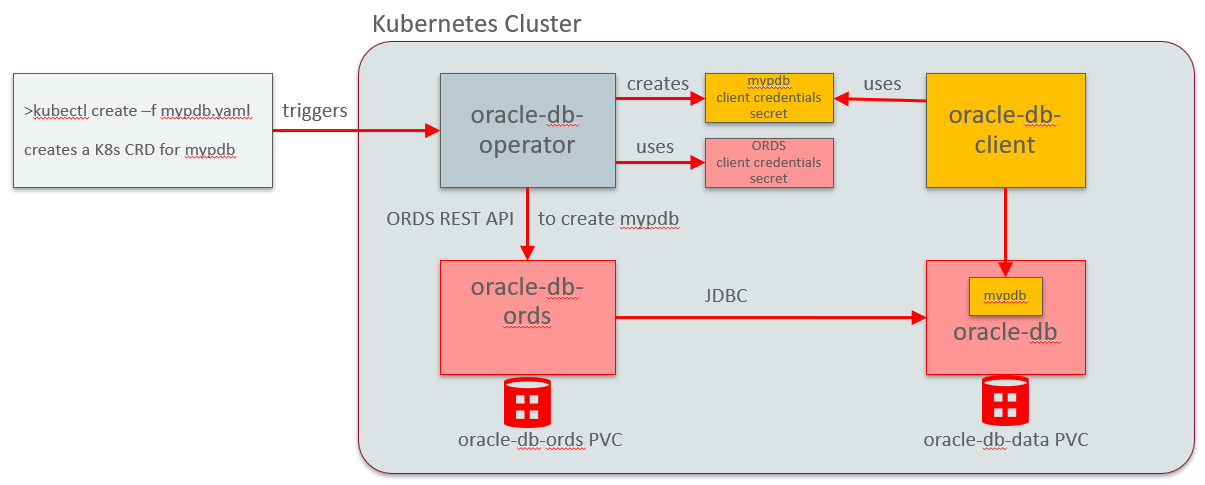 Kubernetes Cluster
>kubectl create –f mypdb.yaml
creates a K8s CRD for mypdb
triggers
oracle-db-
operator
creates
uses
mypdb
client credentials
secret
ORDS
client credentials
secret
uses
oracle-db-
client
ORDS REST API
to create mypdb
oracle-db-
ords
JDBC
mypdb
oracle-db
oracle-db-ords PVC
oracle-db-data PVC